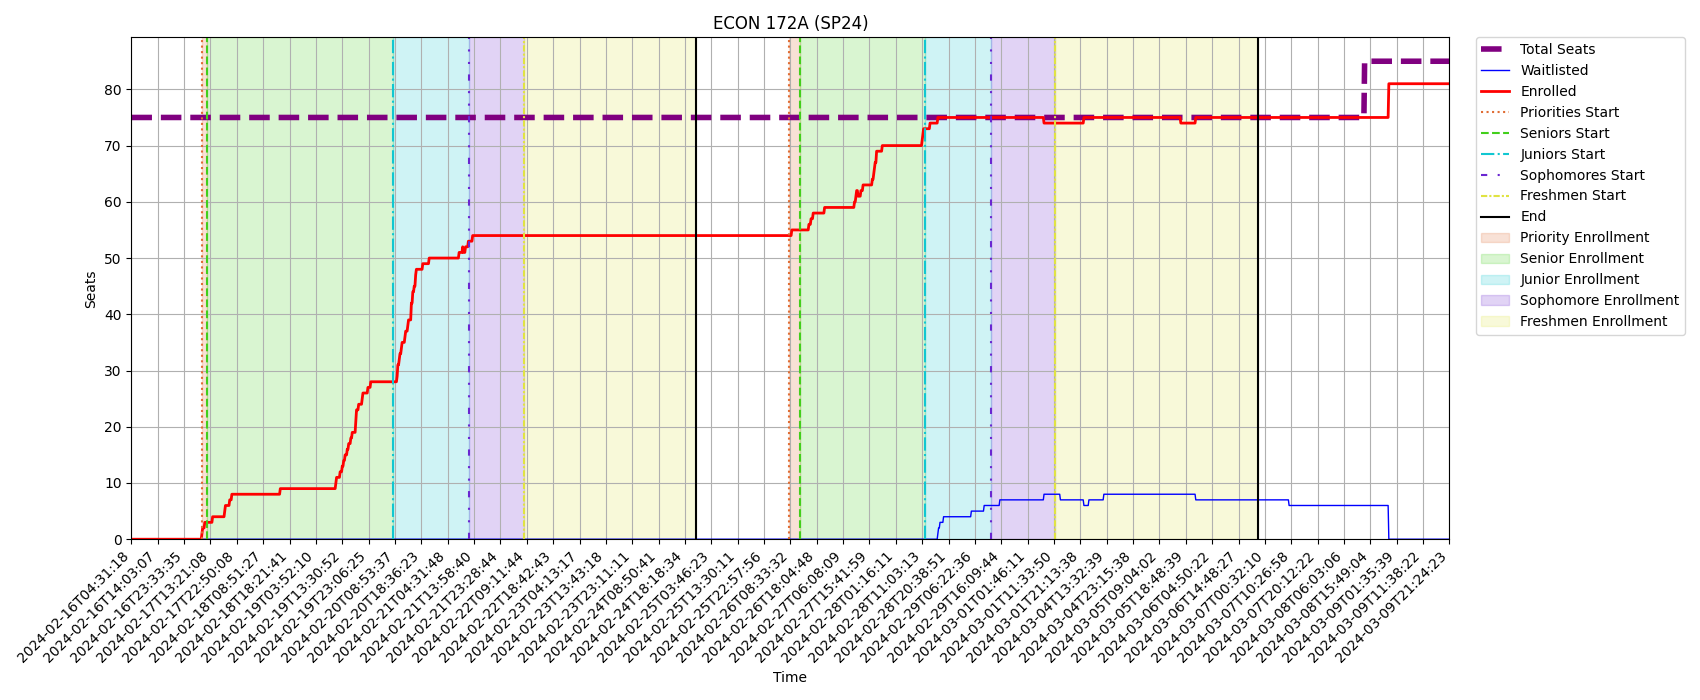 ECON 172A (SP24)
Seats
80
70
60
50
40
30
20
10
0
2024-02-16T04:31:18
2024-02-16T14:03:07
2024-02-16T23:33:35
2024-02-17T13:21:08
2024-02-17T22:50:08
2024-02-18T08:51:27
2024-02-18T18:21:41
2024-02-19T03:52:10
2024-02-19T13:30:52
2024-02-19T23:06:25
2024-02-20T08:53:37
2024-02-20T18:36:23
2024-02-21T04:31:48
2024-02-21T13:58:40
2024-02-21T23:28:44
2024-02-22T09:11:44
2024-02-22T18:42:43
2024-02-23T04:13:17
2024-02-23T13:43:18
2024-02-23T23:11:11
2024-02-24T08:50:41
2024-02-24T18:18:34
2024-02-25T03:46:23
2024-02-25T13:30:11
2024-02-25T22:57:56
2024-02-26T08:33:32
2024-02-26T18:04:48
2024-02-27T06:08:09
2024-02-27T15:41:59
2024-02-28T01:16:11
2024-02-28T11:03:13
2024-02-28T20:38:51
2024-02-29T06:22:36
2024-02-29T16:09:44
2024-03-01T01:46:11
2024-03-01T11:33:50
2024-03-01T21:13:38
2024-03-04T18:32:39
2024-03-04T23:15:38
2024-03-05T09:04:02
2024-03-05T18:48:39
2024-03-06T04:50:22
2024-03-06T14:48:27
2024-03-07T00:32:10
2024-03-07T10:26:58
2024-03-07T20:12:22
2024-03-08T06:03:06
2024-03-08T15:49:04
2024-03-09T01:35:39
2024-03-09T11:38:22
2024-03-09T21:24:23
Time
Total Seats
Waitlisted
Enrolled
Priorities Start
Seniors Start
Juniors Start
Sophomores Start
Freshmen Start
End
Priority Enrollment
Senior Enrollment
Junior Enrollment
Sophomore Enrollment
Freshmen Enrollment